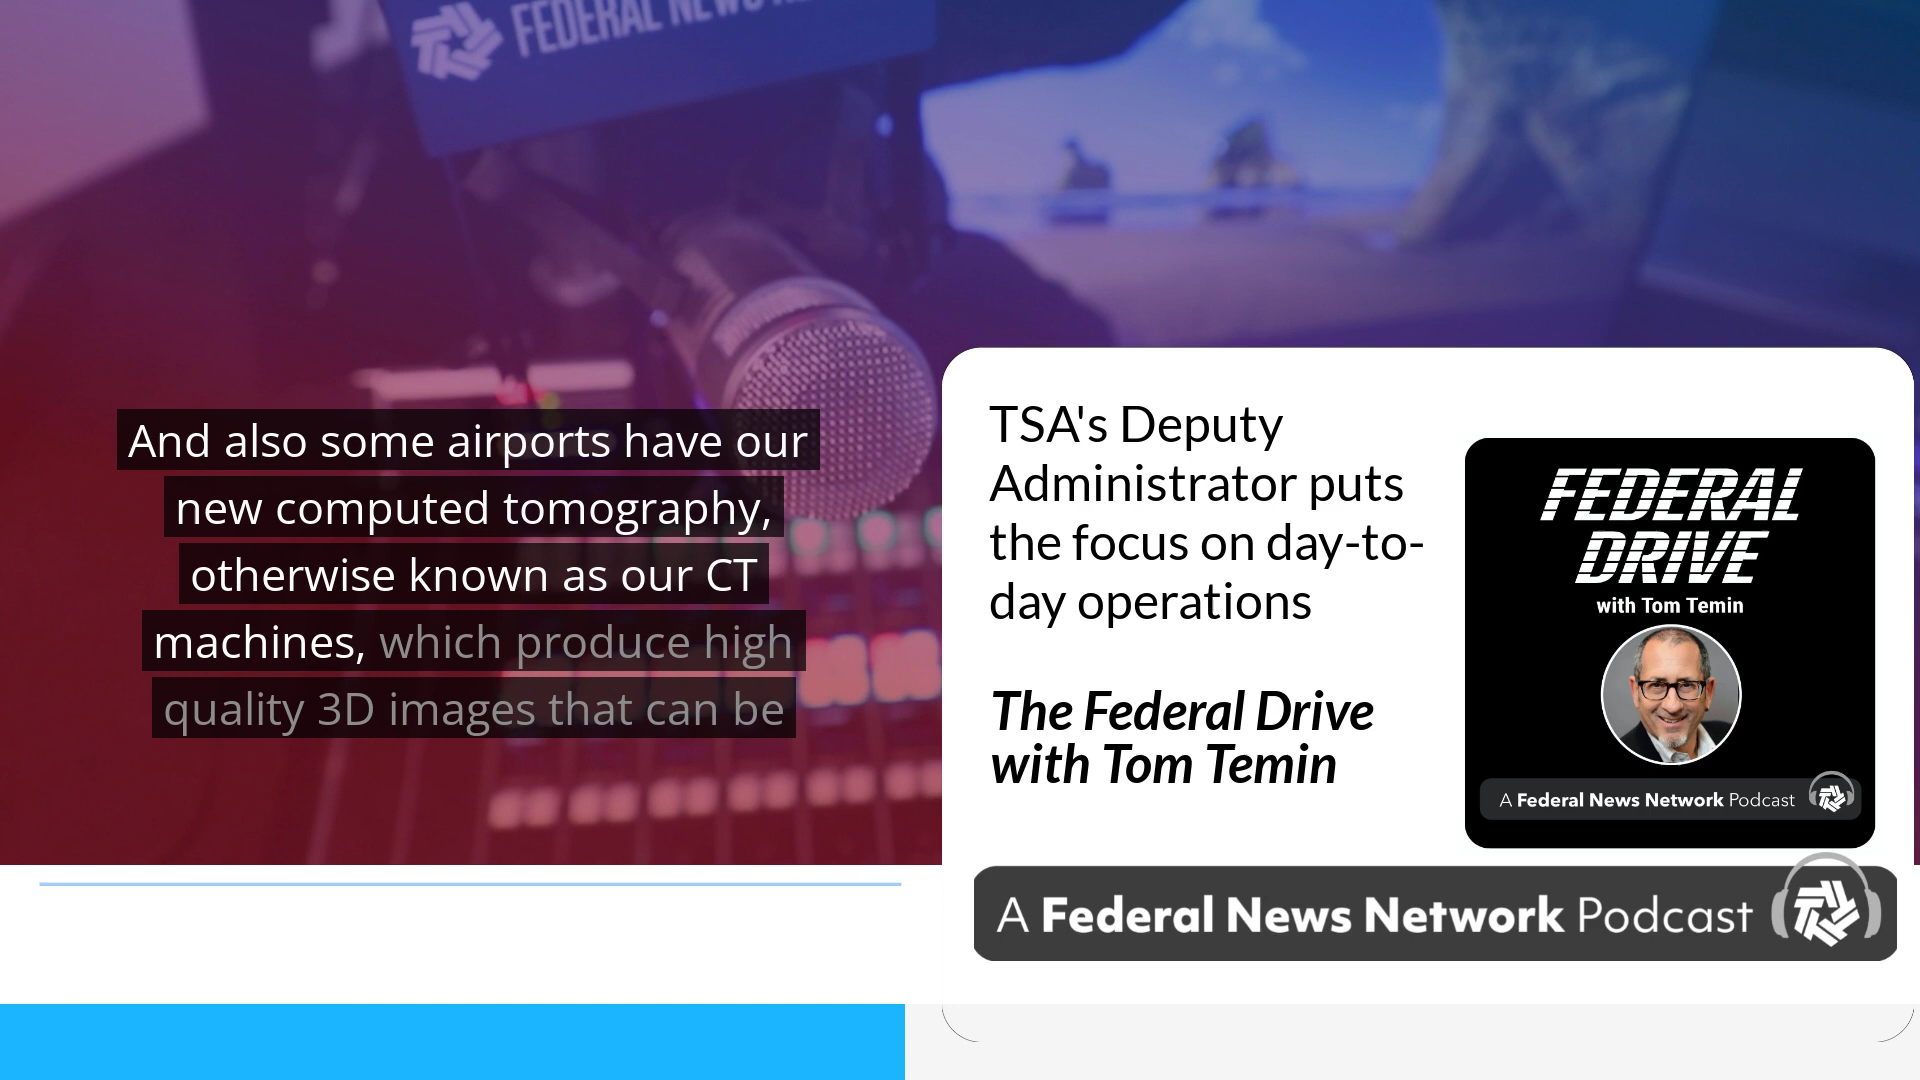 FEDERAL NEWS
And also some airports have our
new computed tomography,
otherwise known as our CT
machines, which produce high
quality 3D images that can be
TSA's Deputy
Administrator puts
the focus on day-to-
day operations
The Federal Drive
with Tom Temin
FEDERAL
DRIVE
with Tom Temin
A Federal News Network Podcast
A Federal News Network Podcast